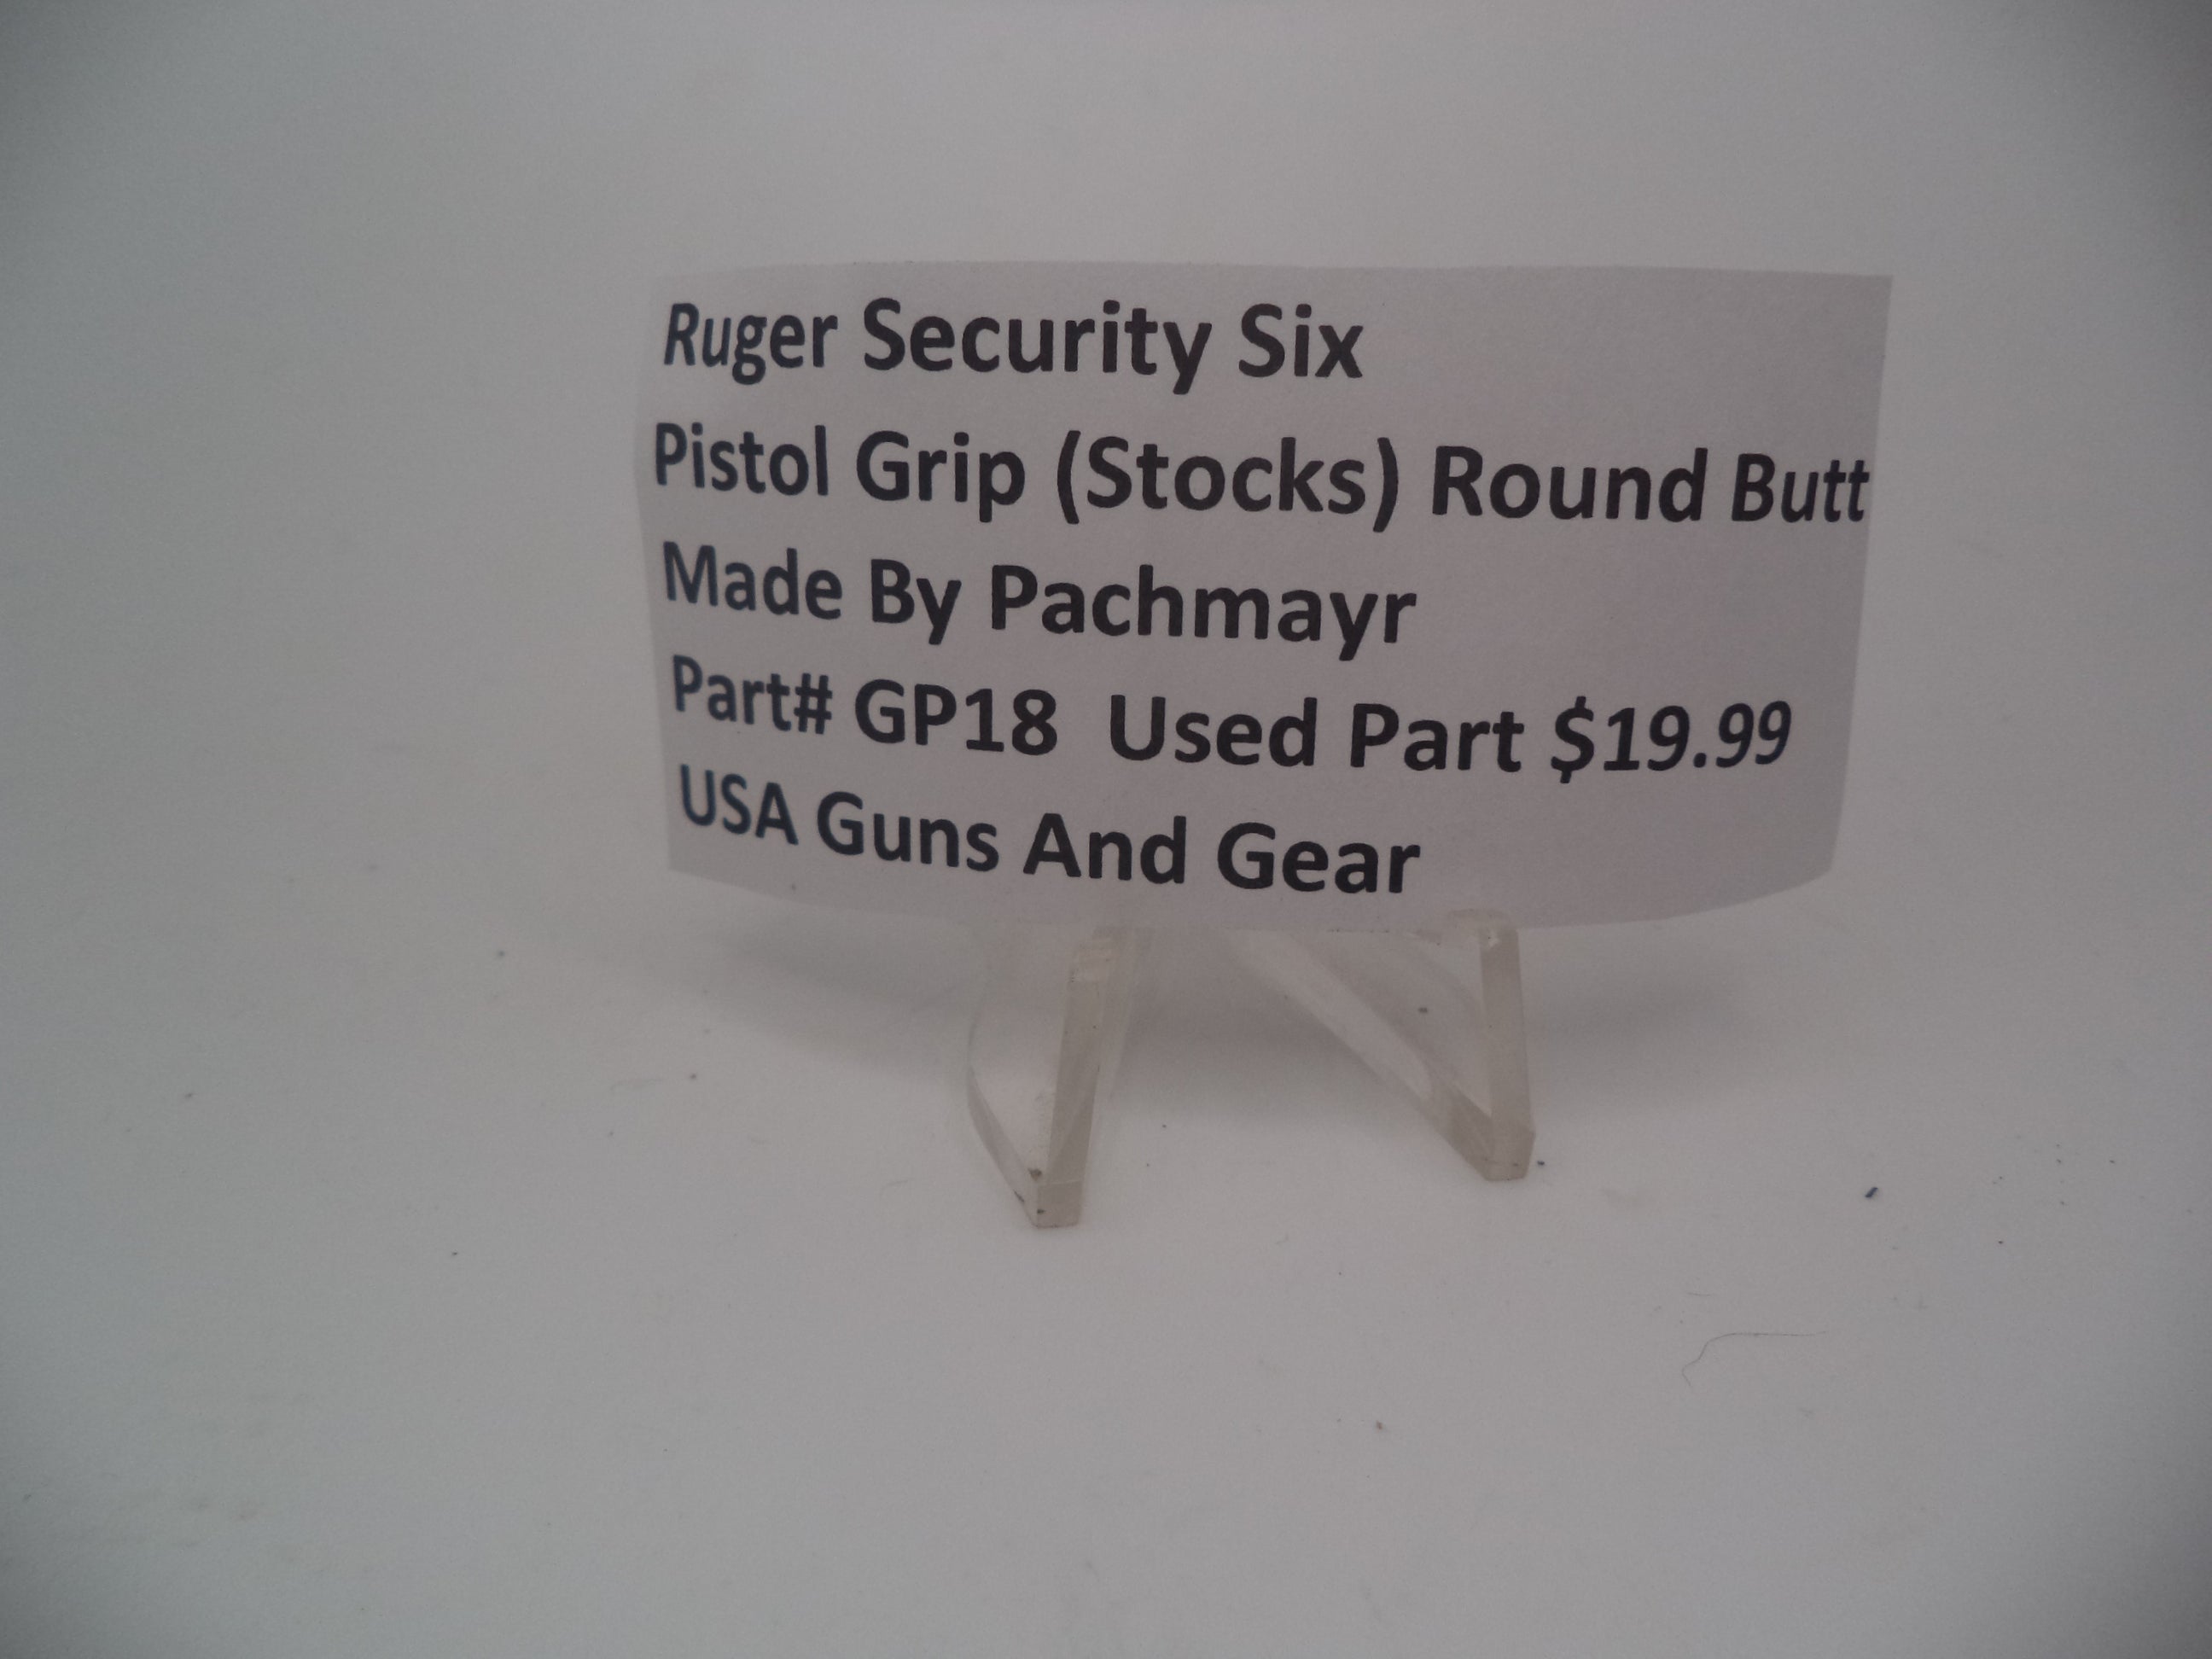 Ruger Security Six
Pistol Grip (Stocks) Round Butt
Made By Pachmayr
Part# GP18  Used Part $19.99
USA Guns And Gear